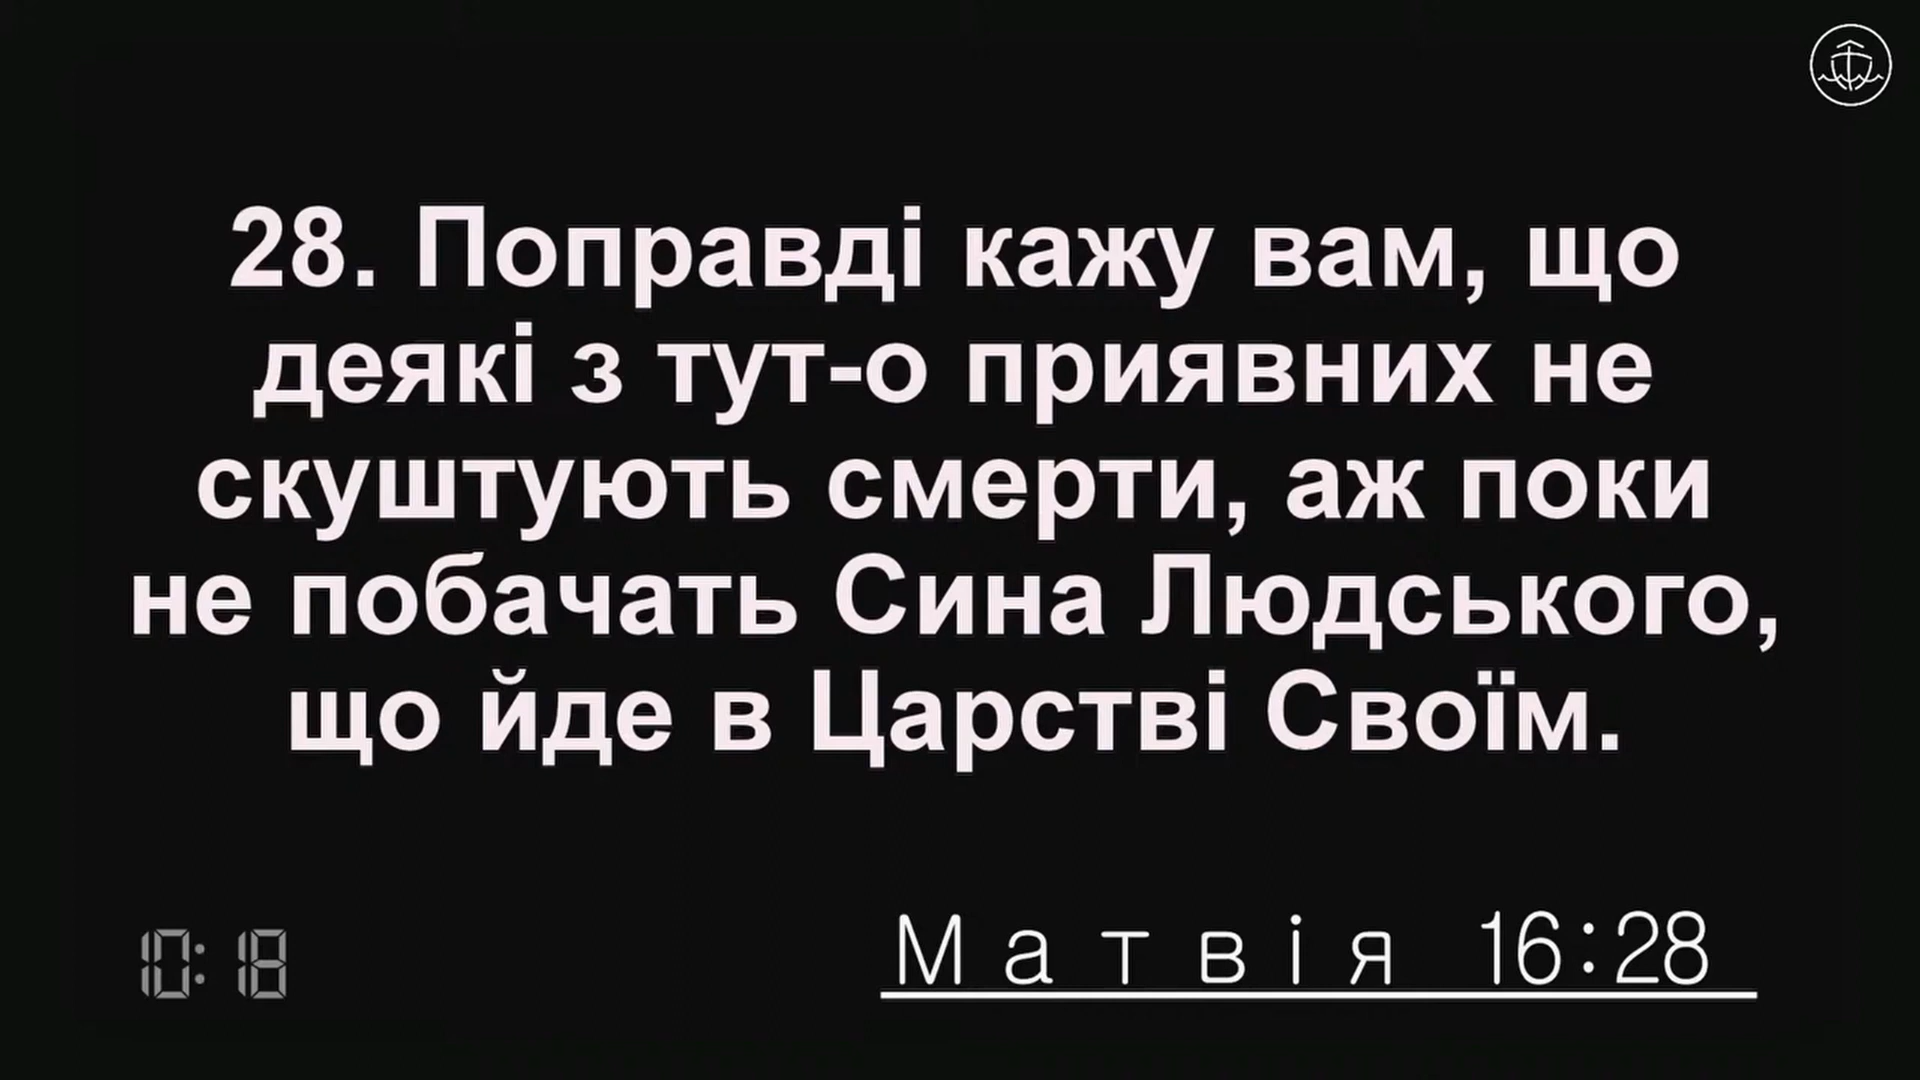 28. Поправді кажу вам, що
деякі з тут-о приявних не
скуштують смерти, аж поки
не побачать Сина Людського,
що йде в Царстві Своїм.
10:18
Матвія 16:28